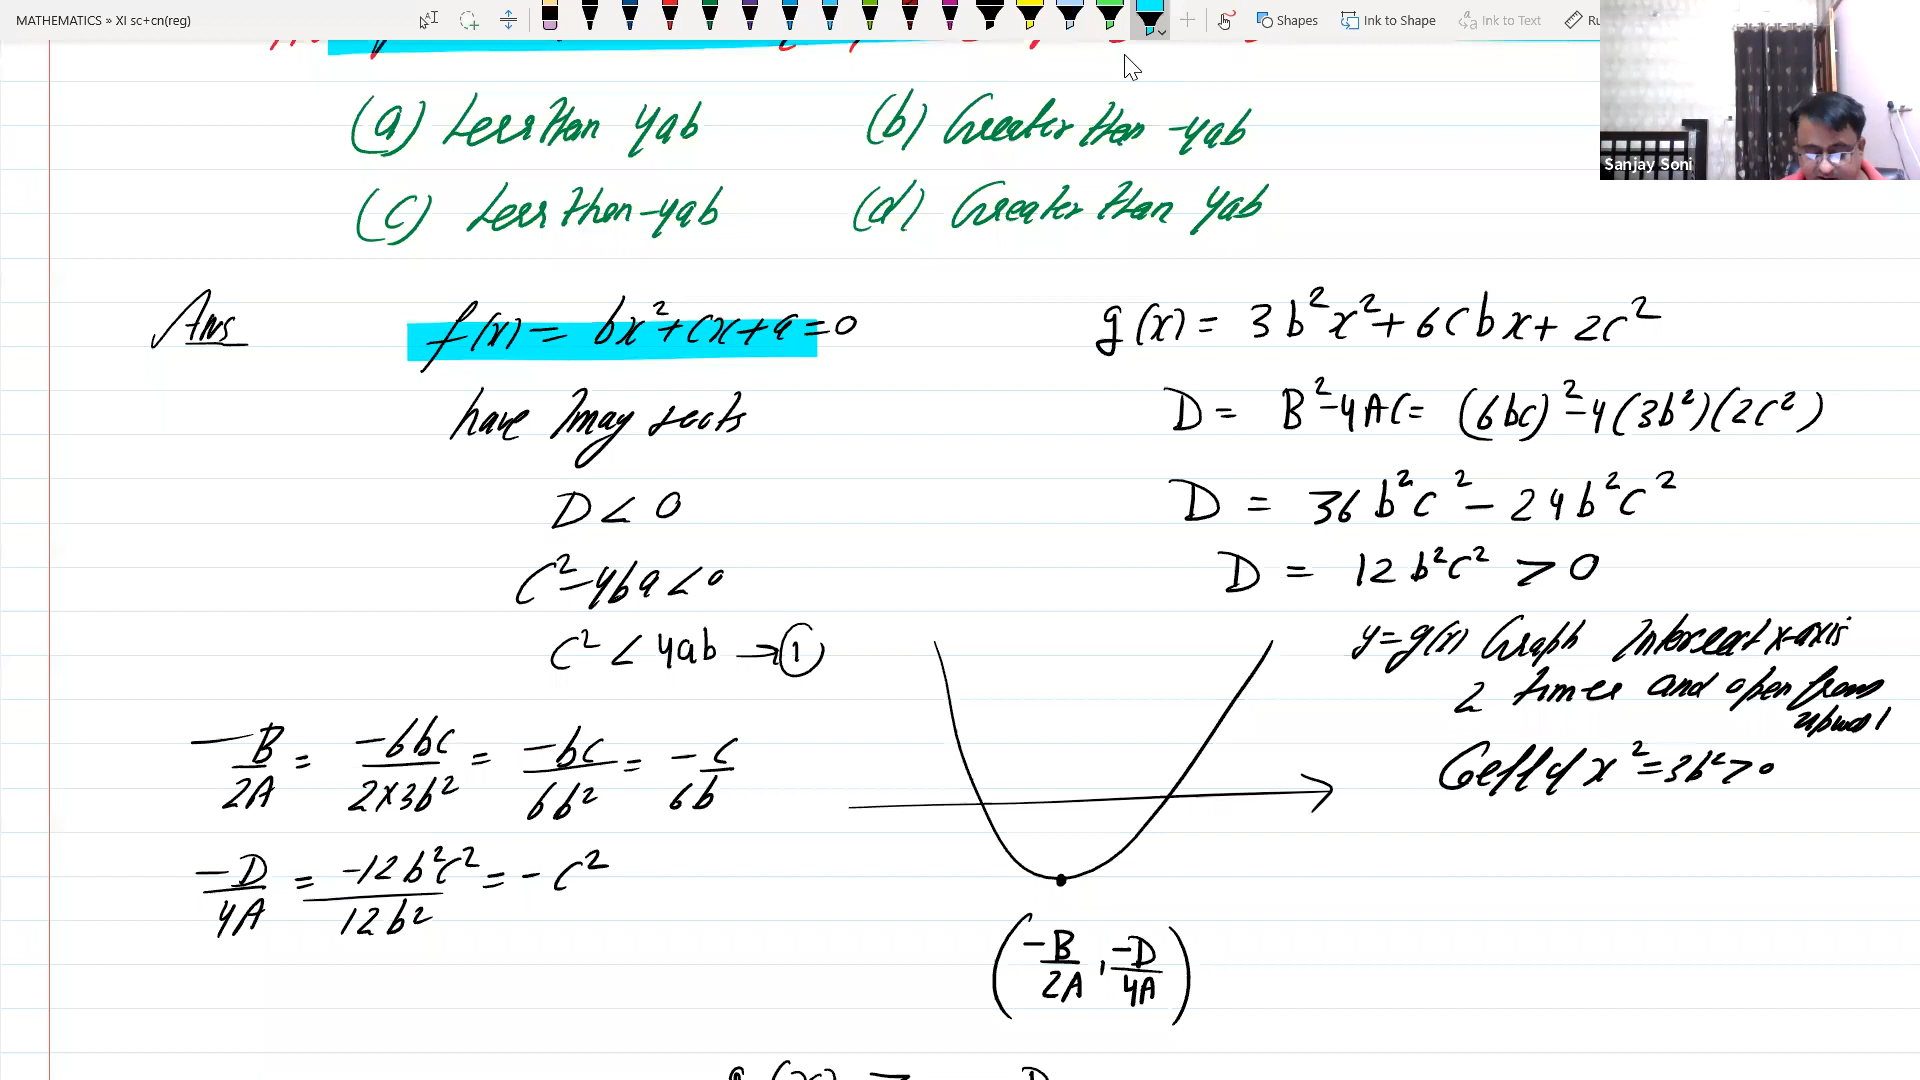 MATHEMATICS » XI sc+cn(reg)
Shapes Ink to Shape Ink to Text Ru
Sanjay Soni
(a) Less than 4ab (b) Greater than -4ab
(c) Less than -4ab (d) Greater than 4ab
Ans f(x) = bx²+cx+a = 0 g(x) = 3b²x²+6cbx+2c²
have Imag roots D = B²-4AC = (6bc)²-4(3b²)(2c²)
D < 0 D = 36b²c² - 24b²c²
C²-4ba < 0 D = 12b²c² > 0
C² < 4ab → ① y=g(x) Graph Intersect x-axis
2 times and open from
upward
-B/2A = -6bc/2×3b² = -bc/6b² = -c/6b Coeff of x² = 3b² > 0
-D/4A = -12b²c²/12b² = -c²
(-B/2A, -D/4A)